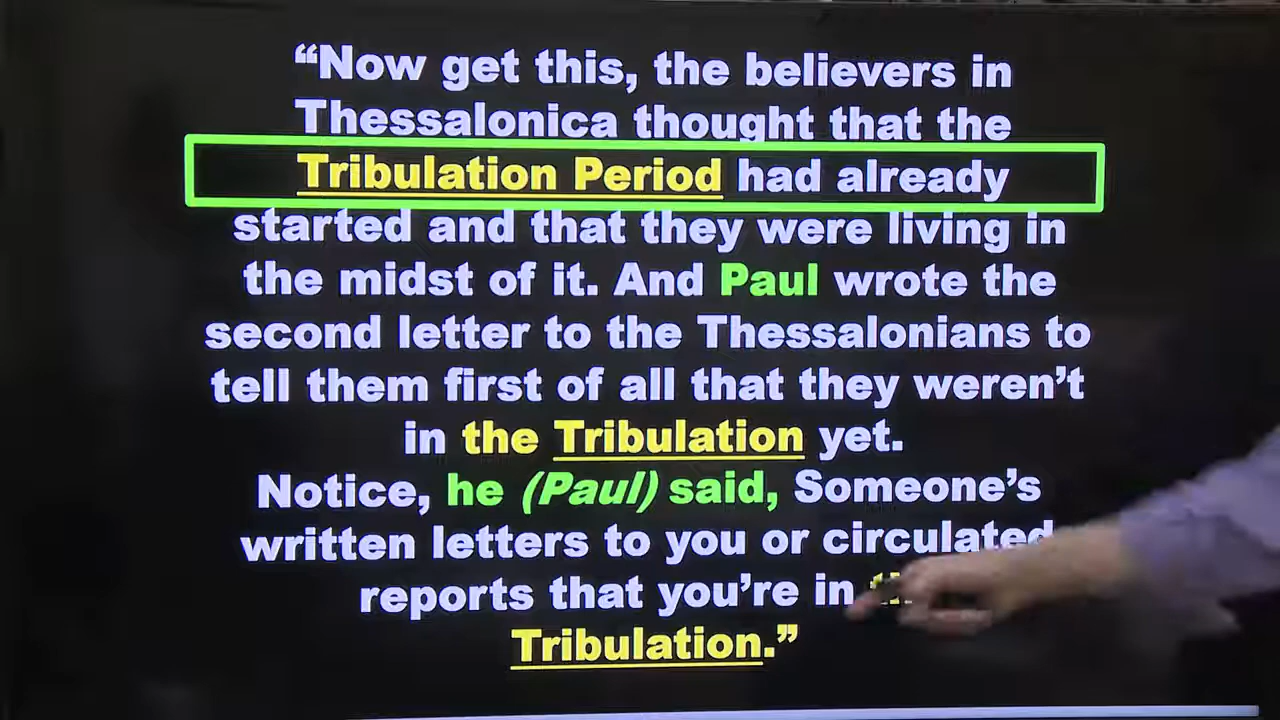 “Now get this, the believers in
Thessalonica thought that the
Tribulation Period had already
started and that they were living in
the midst of it. And Paul wrote the
second letter to the Thessalonians to
tell them first of all that they weren’t
in the Tribulation yet.
Notice, he (Paul) said, Someone’s
written letters to you or circulated
reports that you’re in
Tribulation.”